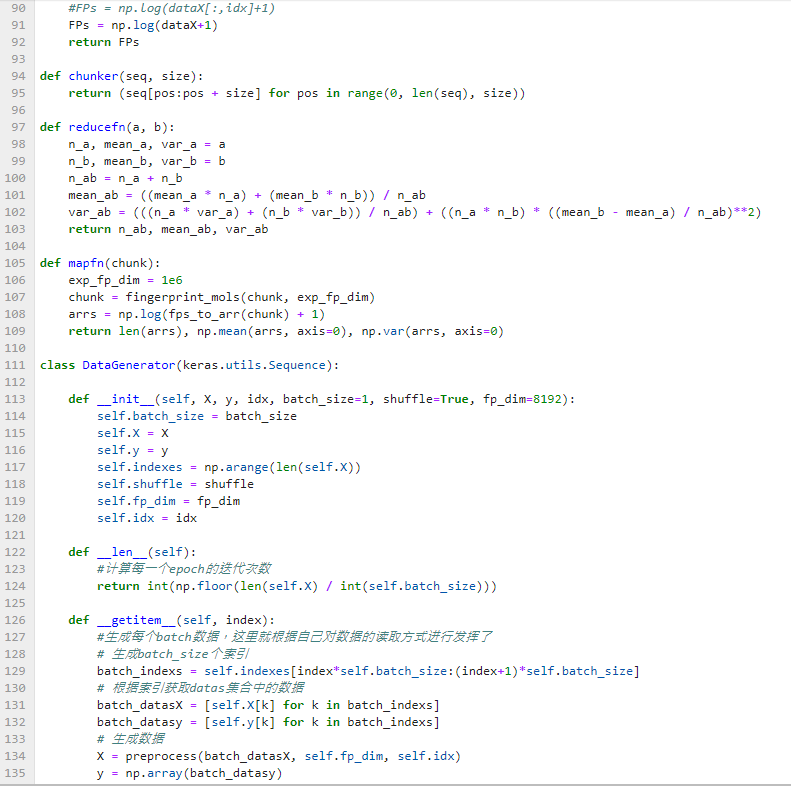 90 #FPs = np.log(dataX[:,idx]+1)
91 FPs = np.log(dataX+1)
92 return FPs
93
94 def chunker(seq, size):
95 return (seq[pos:pos + size] for pos in range(0, len(seq), size))
96
97 def reducefn(a, b):
98 n_a, mean_a, var_a = a
99 n_b, mean_b, var_b = b
100 n_ab = n_a + n_b
101 mean_ab = ((mean_a * n_a) + (mean_b * n_b)) / n_ab
102 var_ab = (((n_a * var_a) + (n_b * var_b)) / n_ab) + ((n_a * n_b) * ((mean_b - mean_a) / n_ab)**2)
103 return n_ab, mean_ab, var_ab
104
105 def mapfn(chunk):
106 exp_fp_dim = 1e6
107 chunk = fingerprint_mols(chunk, exp_fp_dim)
108 arrs = np.log(fps_to_arr(chunk) + 1)
109 return len(arrs), np.mean(arrs, axis=0), np.var(arrs, axis=0)
110
111 class DataGenerator(keras.utils.Sequence):
112
113 def __init__(self, X, y, idx, batch_size=1, shuffle=True, fp_dim=8192):
114 self.batch_size = batch_size
115 self.X = X
116 self.y = y
117 self.indexes = np.arange(len(self.X))
118 self.shuffle = shuffle
119 self.fp_dim = fp_dim
120 self.idx = idx
121
122 def __len__(self):
123 #计算每一个epoch的迭代次数
124 return int(np.floor(len(self.X) / int(self.batch_size)))
125
126 def __getitem__(self, index):
127 #生成每个batch数据，这里就根据自己对数据的读取方式进行发挥了
128 # 生成batch_size个索引
129 batch_indexs = self.indexes[index*self.batch_size:(index+1)*self.batch_size]
130 # 根据索引获取datas集合中的数据
131 batch_datasX = [self.X[k] for k in batch_indexs]
132 batch_datasy = [self.y[k] for k in batch_indexs]
133 # 生成数据
134 X = preprocess(batch_datasX, self.fp_dim, self.idx)
135 y = np.array(batch_datasy)